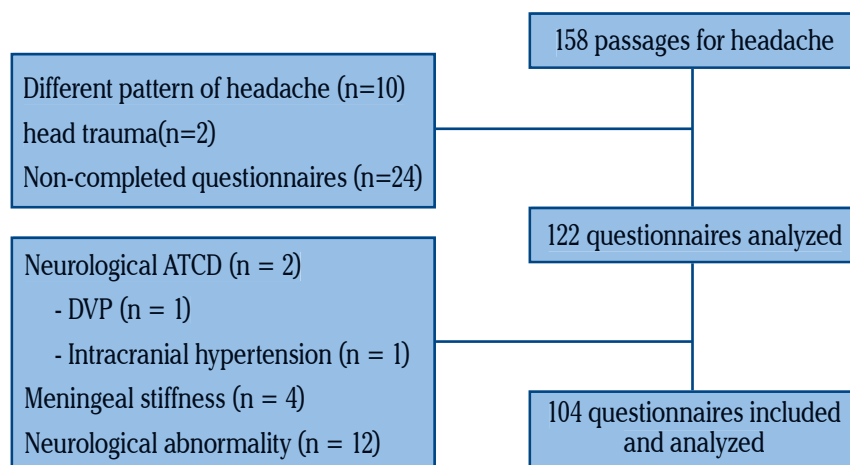 158 passages for headache
Different pattern of headache (n=10)
head trauma(n=2)
Non-completed questionnaires (n=24)
122 questionnaires analyzed
Neurological ATCD (n = 2)
- DVP (n = 1)
- Intracranial hypertension (n = 1)
Meningeal stiffness (n = 4)
Neurological abnormality (n = 12)
104 questionnaires included
and analyzed